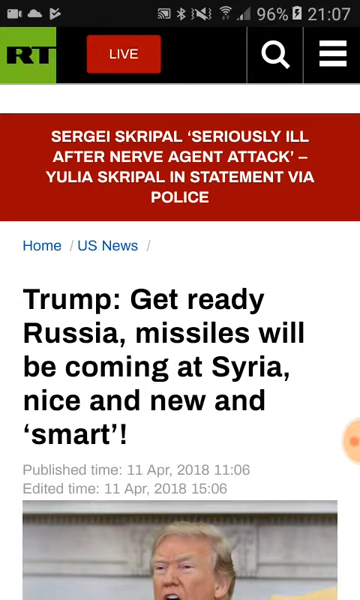 96% 21:07
RT
LIVE
SERGEI SKRIPAL ‘SERIOUSLY ILL
AFTER NERVE AGENT ATTACK’ –
YULIA SKRIPAL IN STATEMENT VIA
POLICE
Home / US News /
Trump: Get ready
Russia, missiles will
be coming at Syria,
nice and new and
‘smart’!
Published time: 11 Apr, 2018 11:06
Edited time: 11 Apr, 2018 15:06